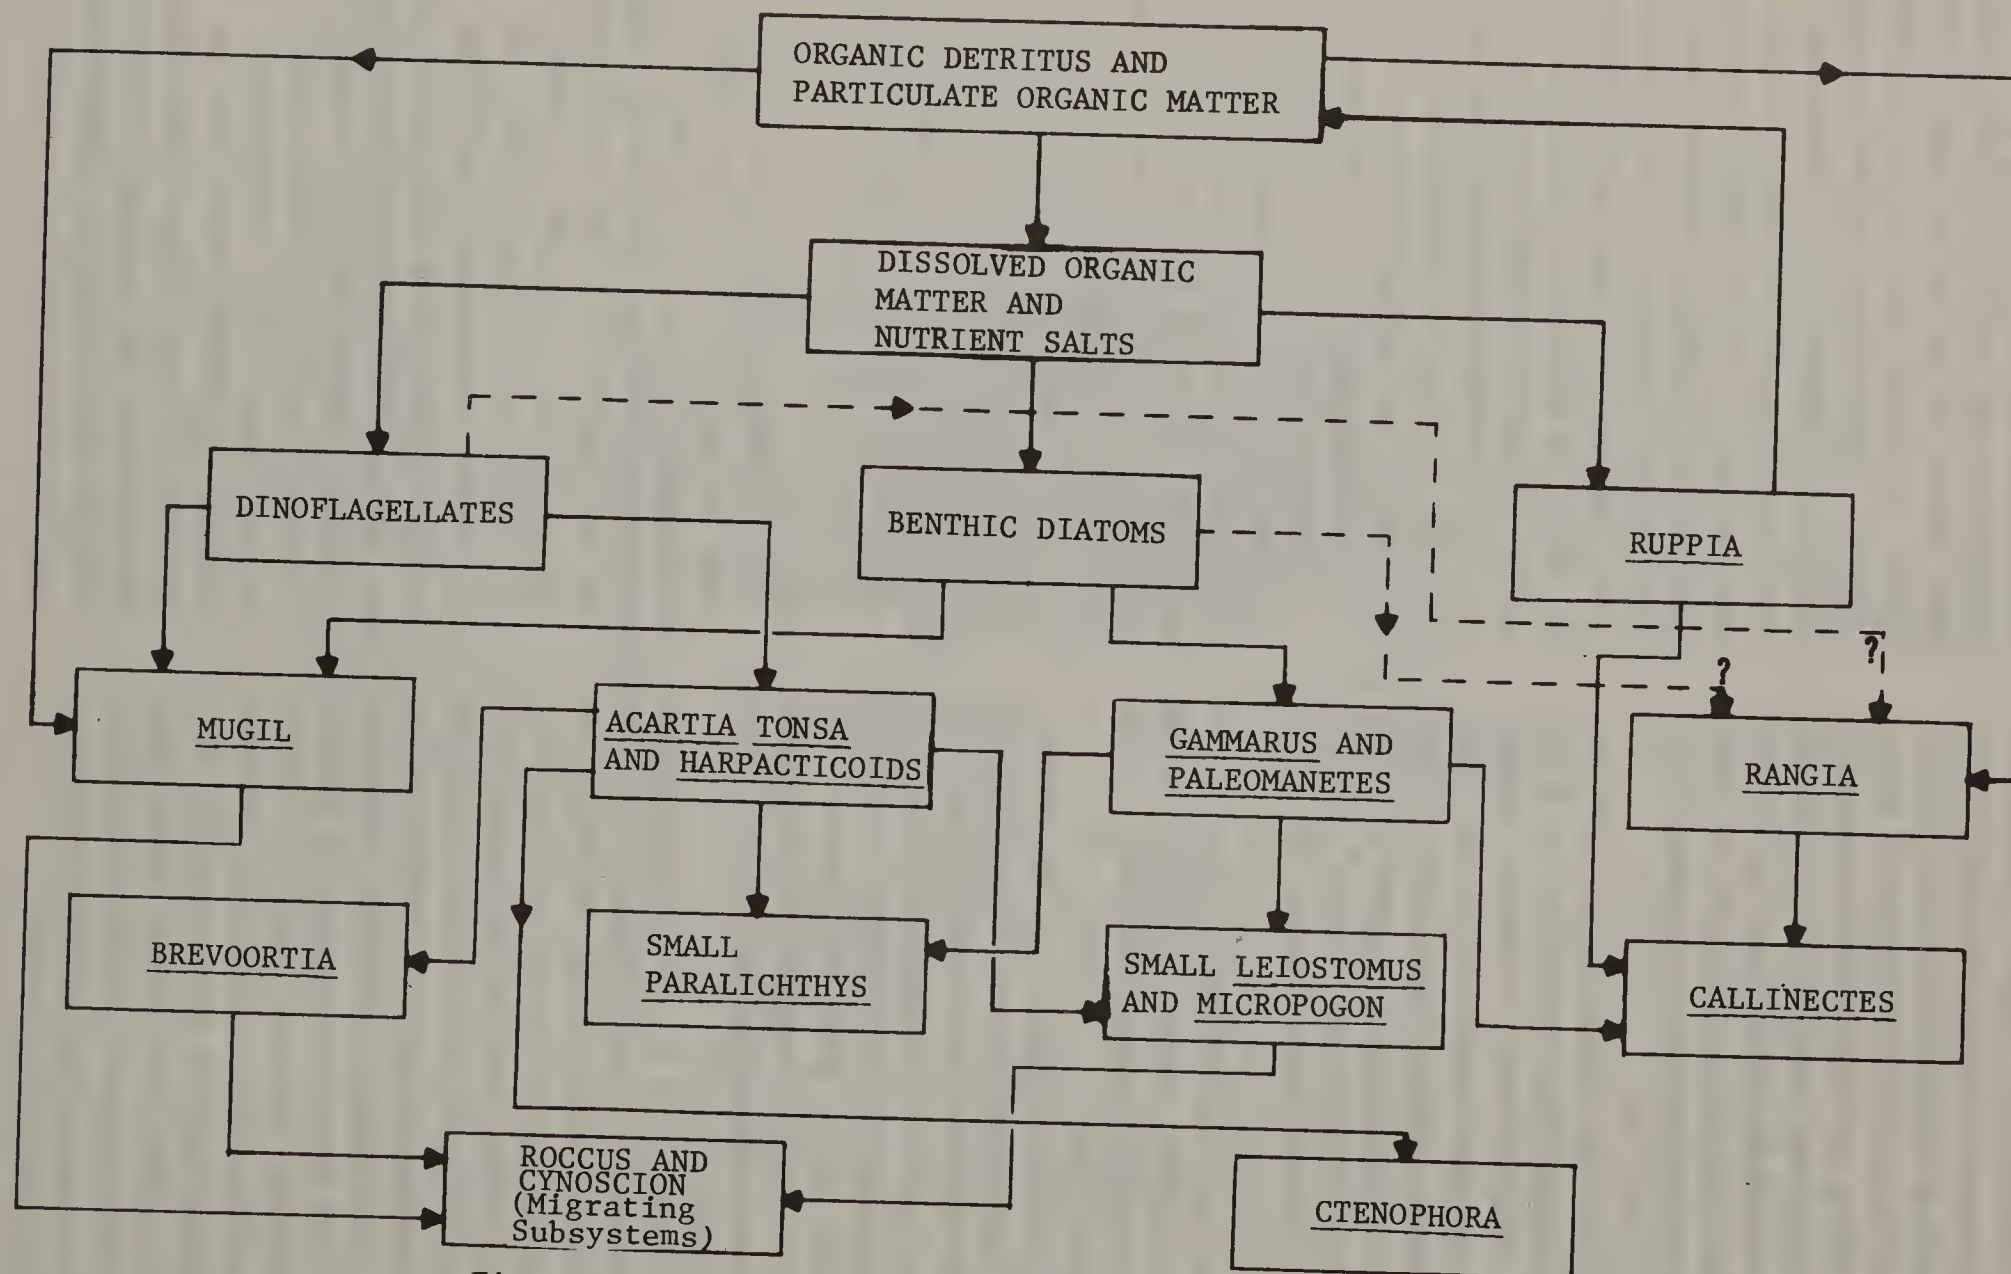 ORGANIC DETRITUS AND
PARTICULATE ORGANIC MATTER
DISSOLVED ORGANIC
MATTER AND
NUTRIENT SALTS
DINOFLAGELLATES
BENTHIC DIATOMS
RUPPIA
?
?
MUGIL
ACARTIA TONSA
AND HARPACTICOIDS
GAMMARUS AND
PALEOMANETES
RANGIA
BREVOORTIA
SMALL
PARALICHTHYS
SMALL LEIOSTOMUS
AND MICROPOGON
CALLINECTES
ROCCUS AND
CYNOSCION
(Migrating
Subsystems)
CTENOPHORA